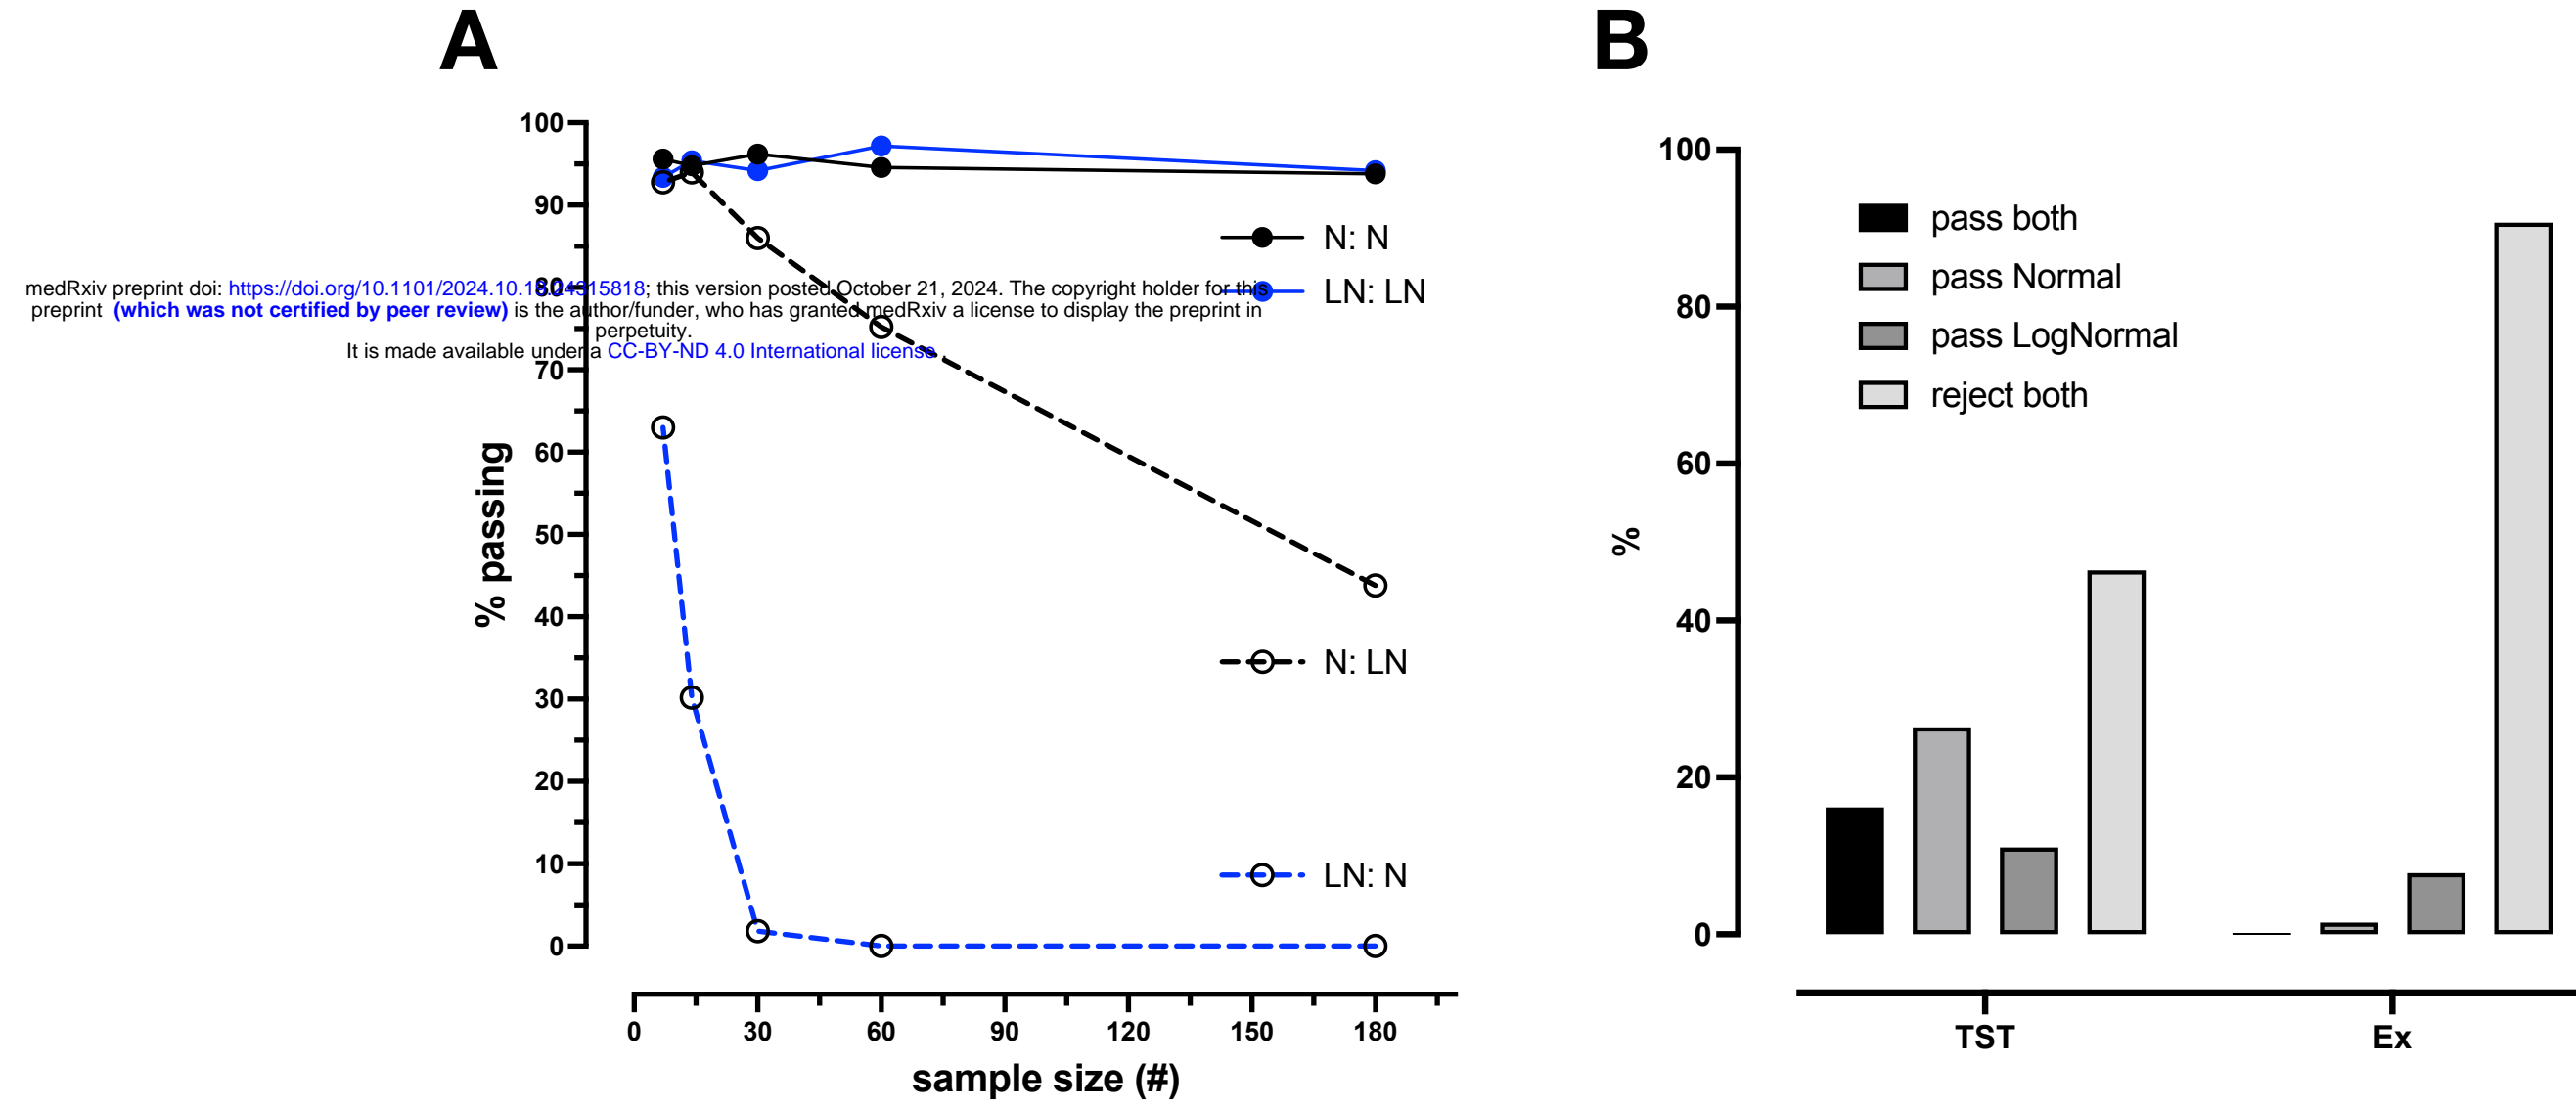 A
B
100
90
80
70
60
50
40
30
20
10
0
% passing
0 30 60 90 120 150 180
sample size (#)
N: N
LN: LN
N: LN
LN: N
medRxiv preprint doi: https://doi.org/10.1101/2024.10.18.24315818; this version posted October 21, 2024. The copyright holder for this
preprint (which was not certified by peer review) is the author/funder, who has granted medRxiv a license to display the preprint in
perpetuity.
It is made available under a CC-BY-ND 4.0 International license.
100
80
60
40
20
0
%
pass both
pass Normal
pass LogNormal
reject both
TST Ex